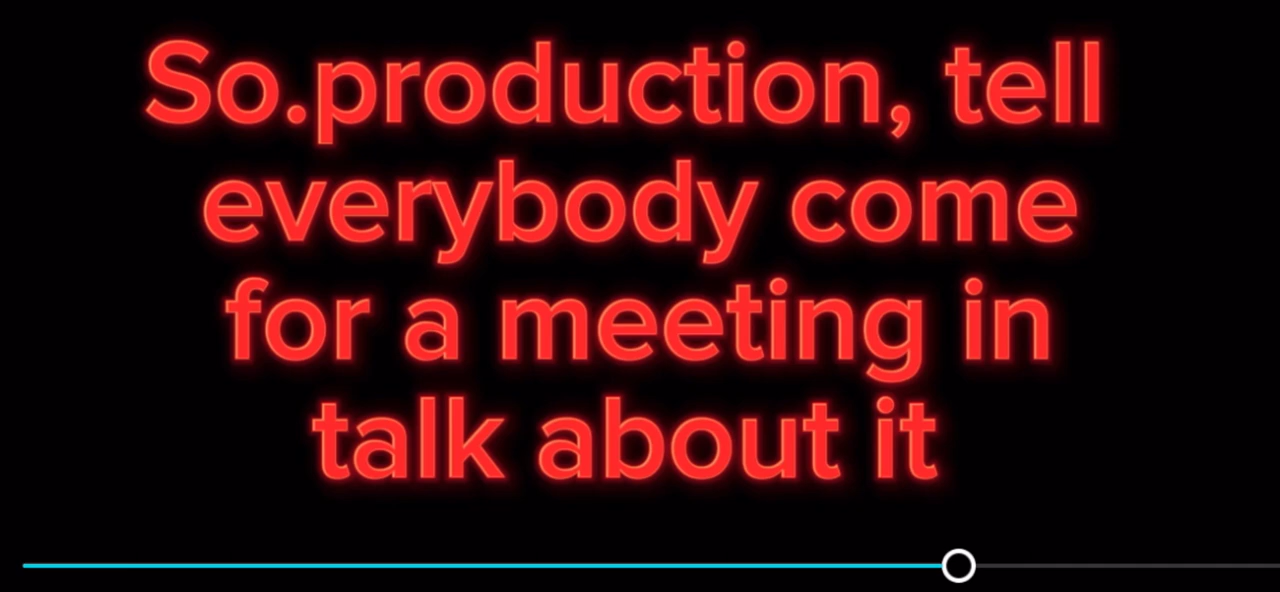 So.production, tell
everybody come
for a meeting in
talk about it